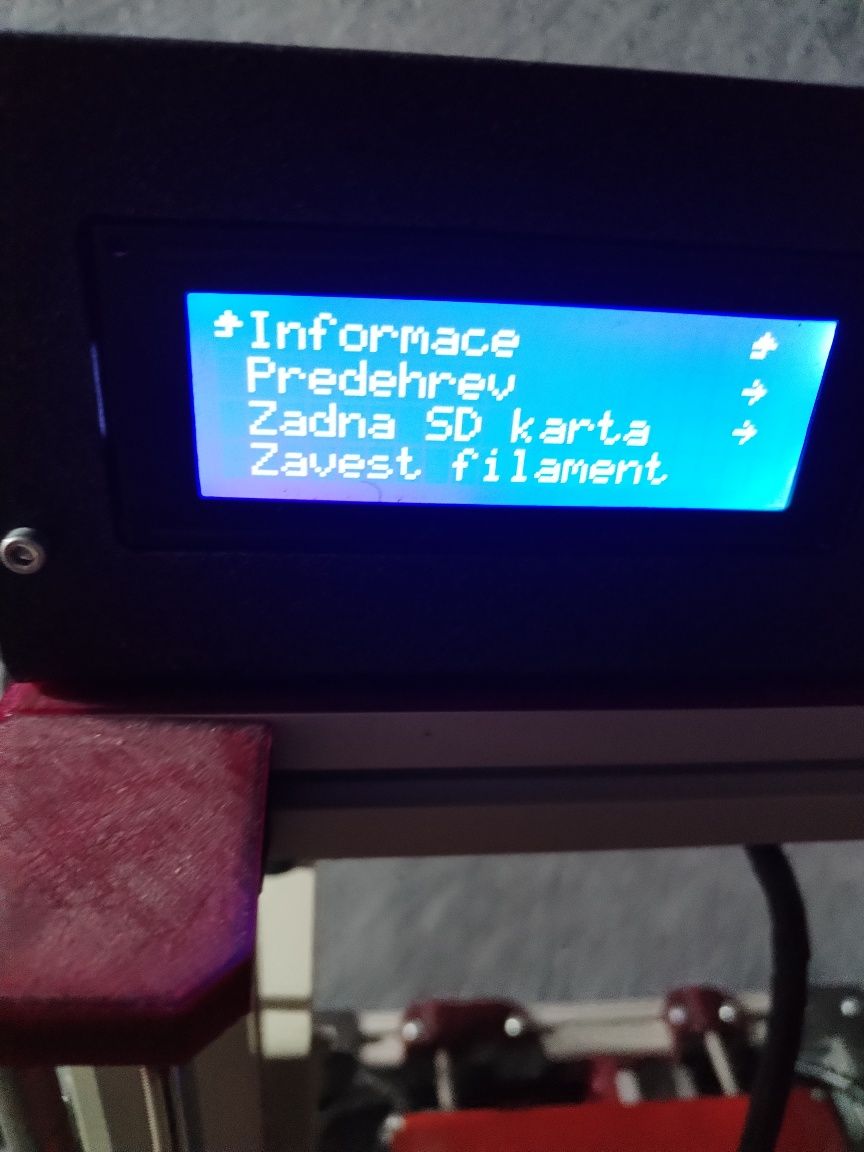 Informace
Predehrev
Zadna SD karta
Zavest filament